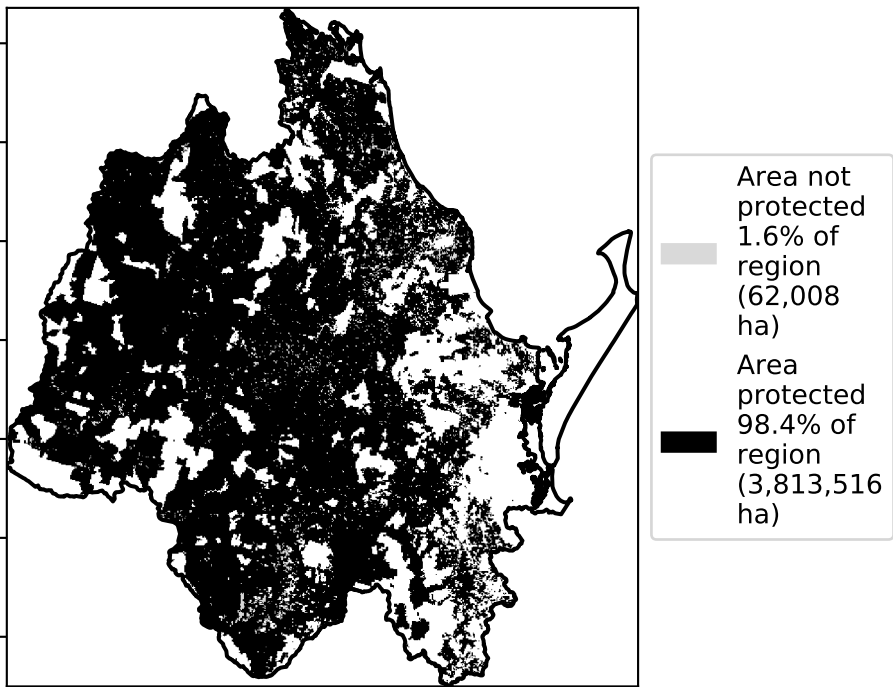 Area not
protected
1.6% of
region
(62,008
ha)
Area
protected
98.4% of
region
(3,813,516
ha)